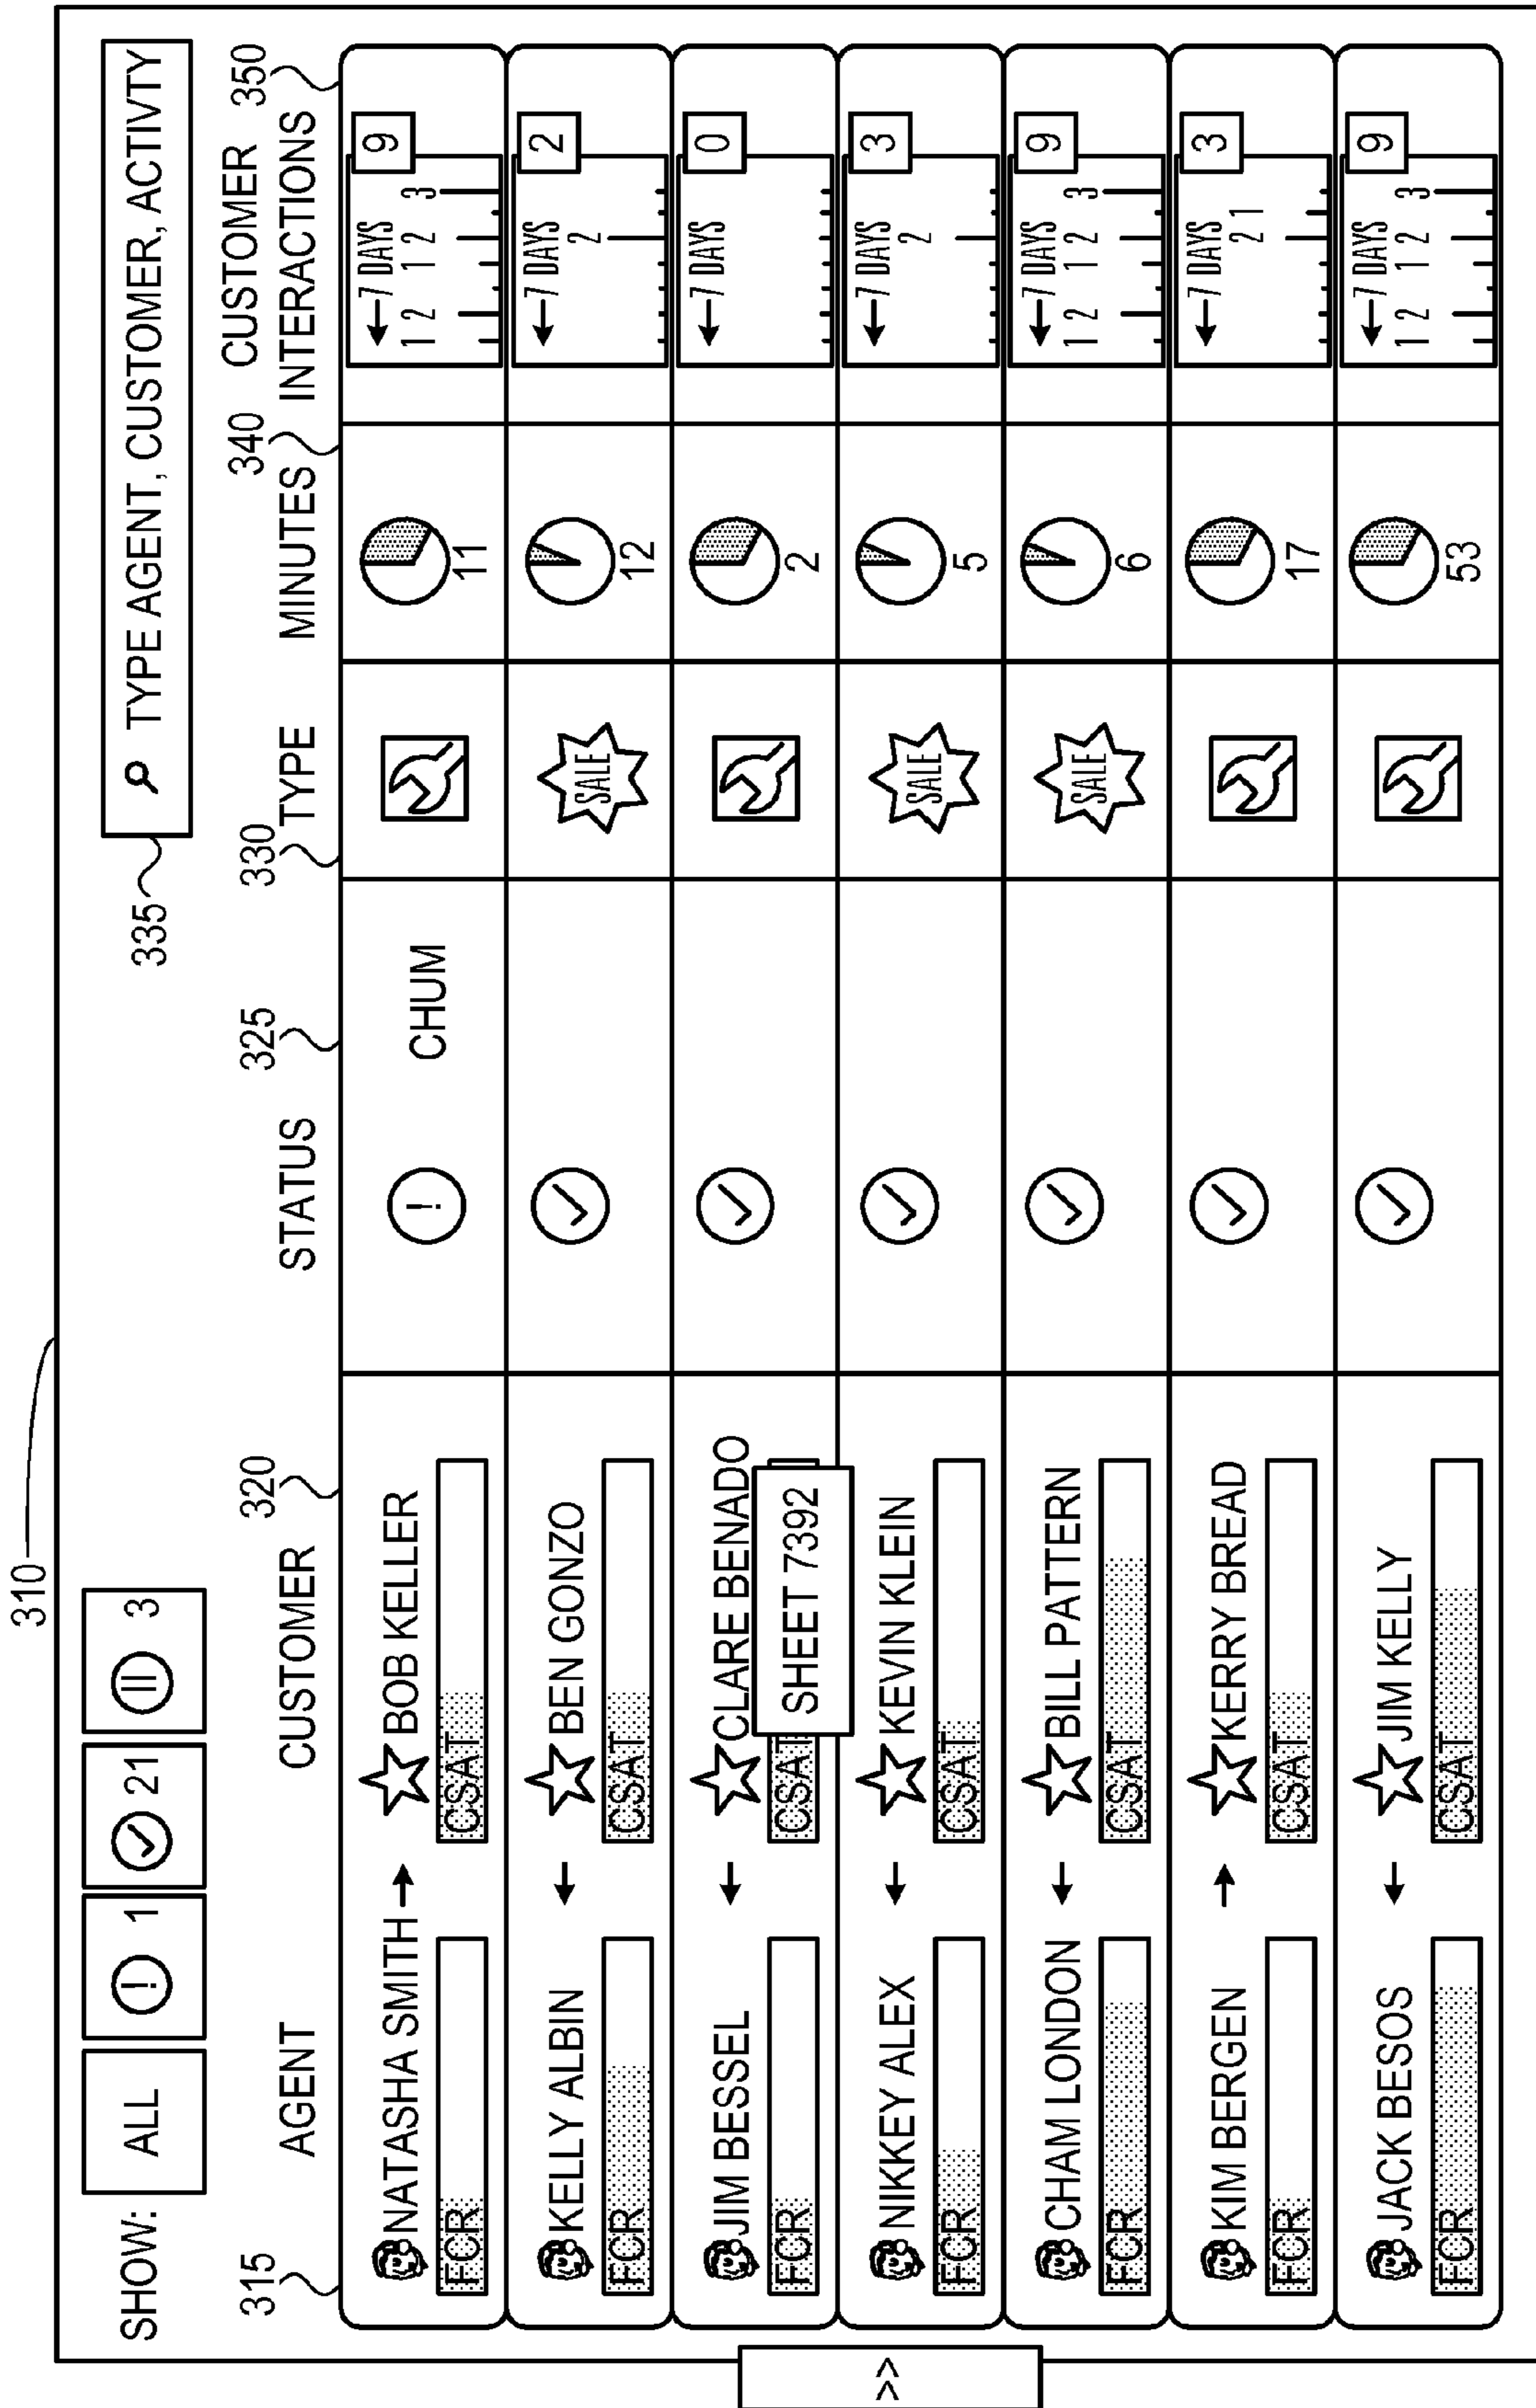 310
SHOW: ALL ! 1 21 3
335 TYPE AGENT, CUSTOMER, ACTIVTY
315 320 325 330 340 350
AGENT CUSTOMER STATUS TYPE MINUTES CUSTOMER INTERACTIONS
NATASHA SMITH BOB KELLER ! CHUM 11 7 DAYS 9
FCR CSAT 1 2 1 2 3
KELLY ALBIN BEN GONZO SALE 12 7 DAYS 2
FCR CSAT 2
JIM BESSEL CLARE BENADO 2 7 DAYS 0
FCR CSAT SHEET 7392
NIKKEY ALEX KEVIN KLEIN SALE 5 7 DAYS 3
FCR CSAT 2
CHAM LONDON BILL PATTERN SALE 6 7 DAYS 9
FCR CSAT 1 2 1 2 3
KIM BERGEN KERRY BREAD 17 7 DAYS 3
FCR CSAT 2 1
JACK BESOS JIM KELLY 53 7 DAYS 9
FCR CSAT 1 2 1 2 3
>>